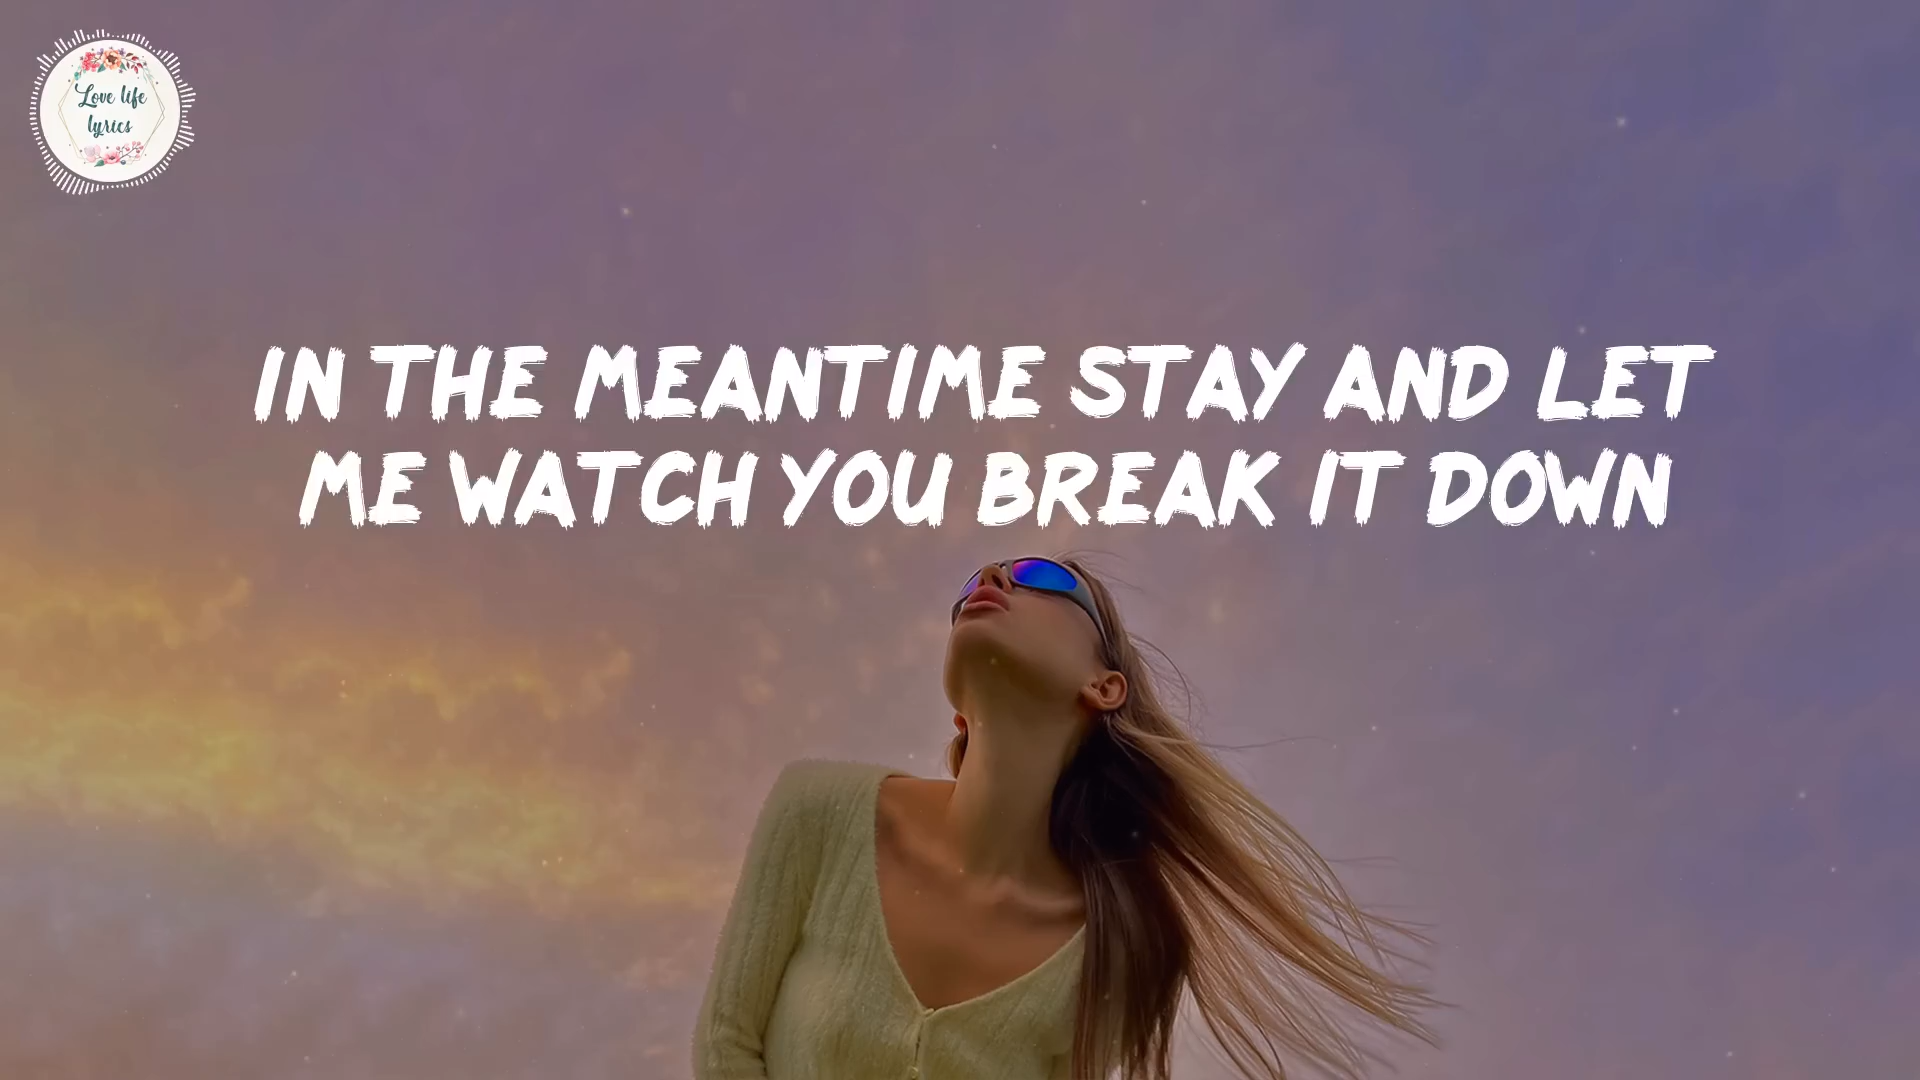 Love life
lyrics
IN THE MEANTIME STAY AND LET
ME WATCH YOU BREAK IT DOWN